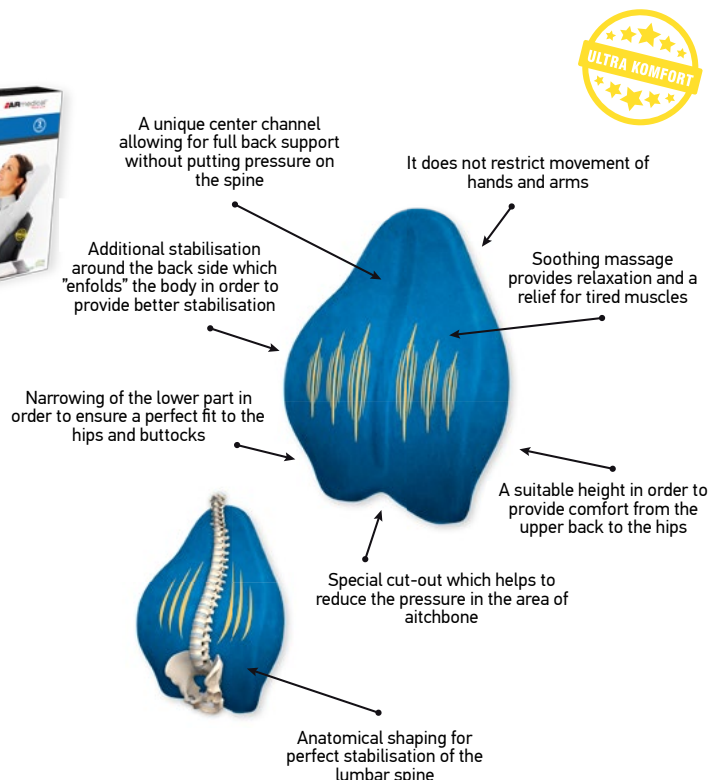 ULTRA KOMFORT
ARmedical
A unique center channel
allowing for full back support
without putting pressure on
the spine
It does not restrict movement of
hands and arms
Additional stabilisation
around the back side which
"enfolds" the body in order to
provide better stabilisation
Soothing massage
provides relaxation and a
relief for tired muscles
Narrowing of the lower part in
order to ensure a perfect fit to the
hips and buttocks
A suitable height in order to
provide comfort from the
upper back to the hips
Special cut-out which helps to
reduce the pressure in the area of
aitchbone
Anatomical shaping for
perfect stabilisation of the
lumbar spine